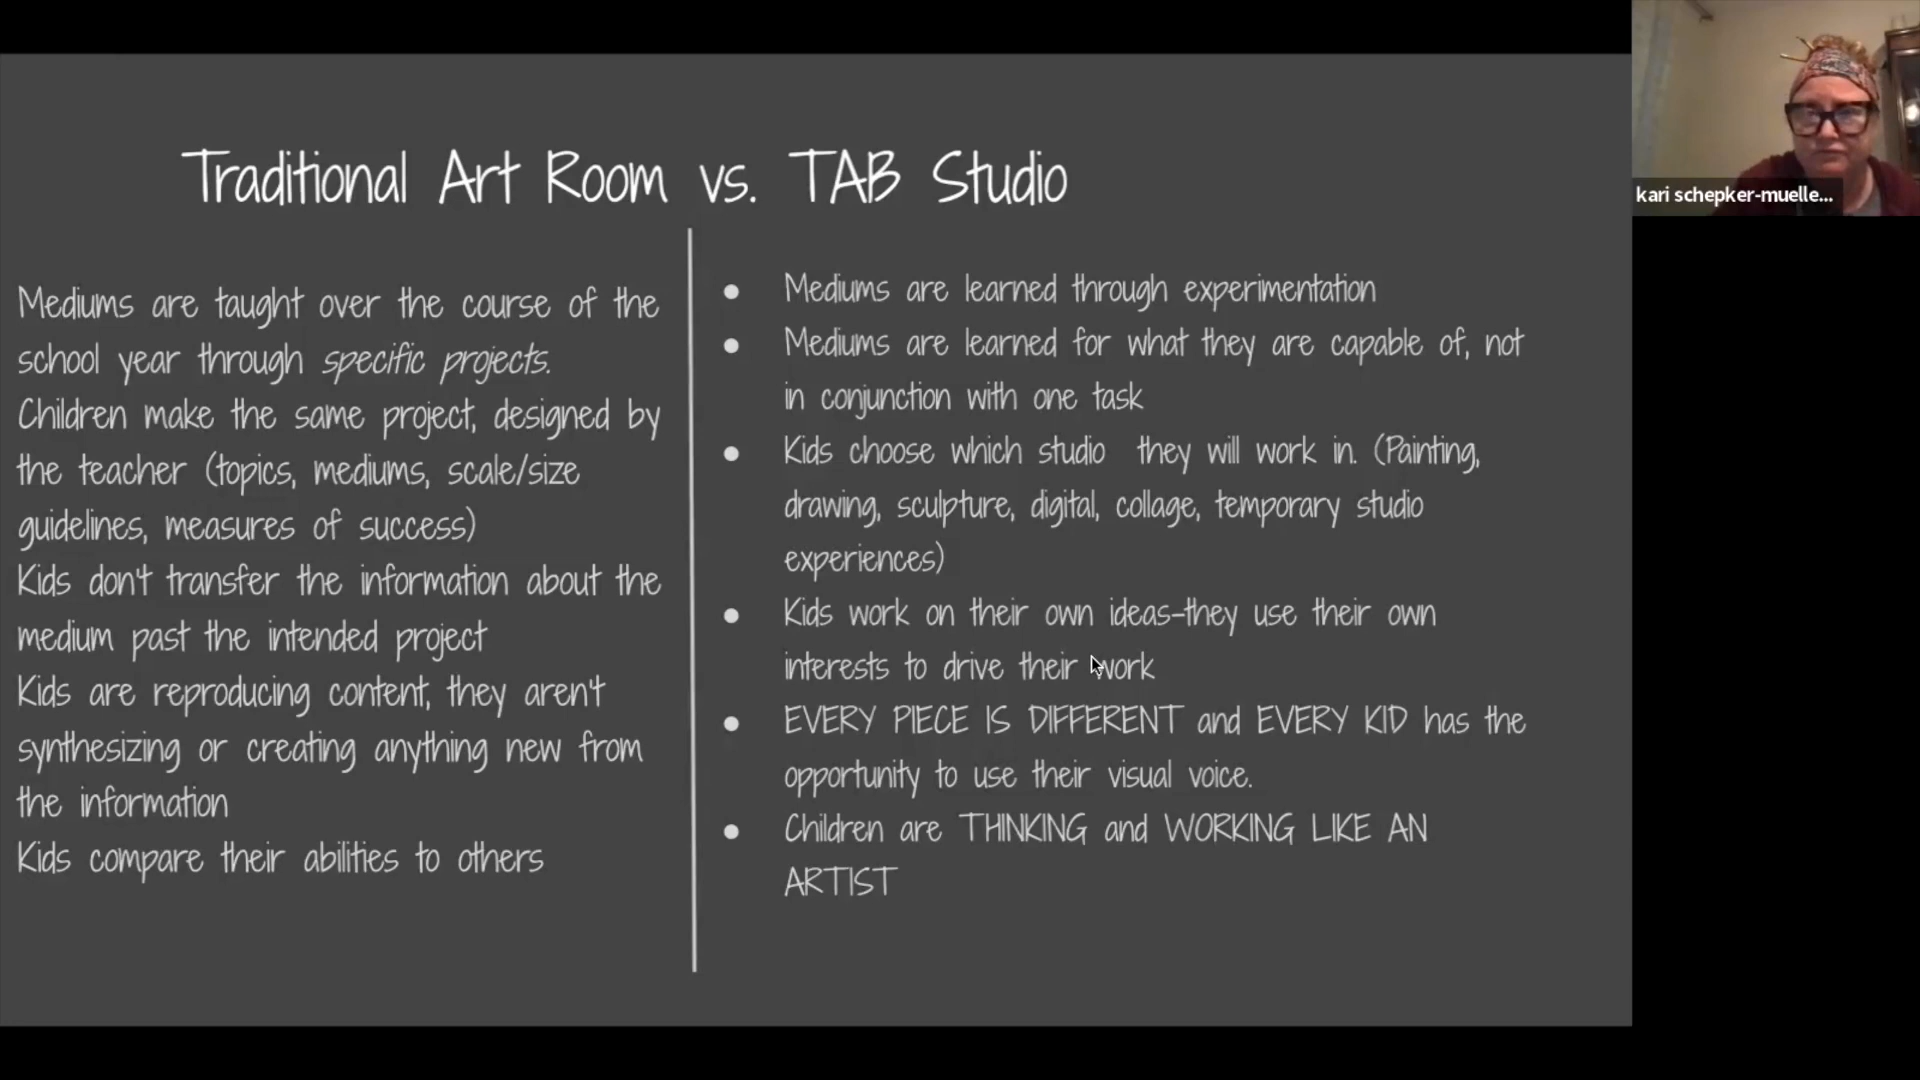 Traditional Art Room vs. TAB Studio
Mediums are taught over the course of the
school year through specific projects.
Children make the same project, designed by
the teacher (topics, mediums, scale/size
guidelines, measures of success)
Kids don't transfer the information about the
medium past the intended project
Kids are reproducing content, they aren't
synthesizing or creating anything new from
the information
Kids compare their abilities to others
● Mediums are learned through experimentation
● Mediums are learned for what they are capable of, not
in conjunction with one task
● Kids choose which studio they will work in. (Painting,
drawing, sculpture, digital, collage, temporary studio
experiences)
● Kids work on their own ideas-they use their own
interests to drive their work
● EVERY PIECE IS DIFFERENT and EVERY KID has the
opportunity to use their visual voice.
● Children are THINKING and WORKING LIKE AN
ARTIST
kari schepker-muelle...